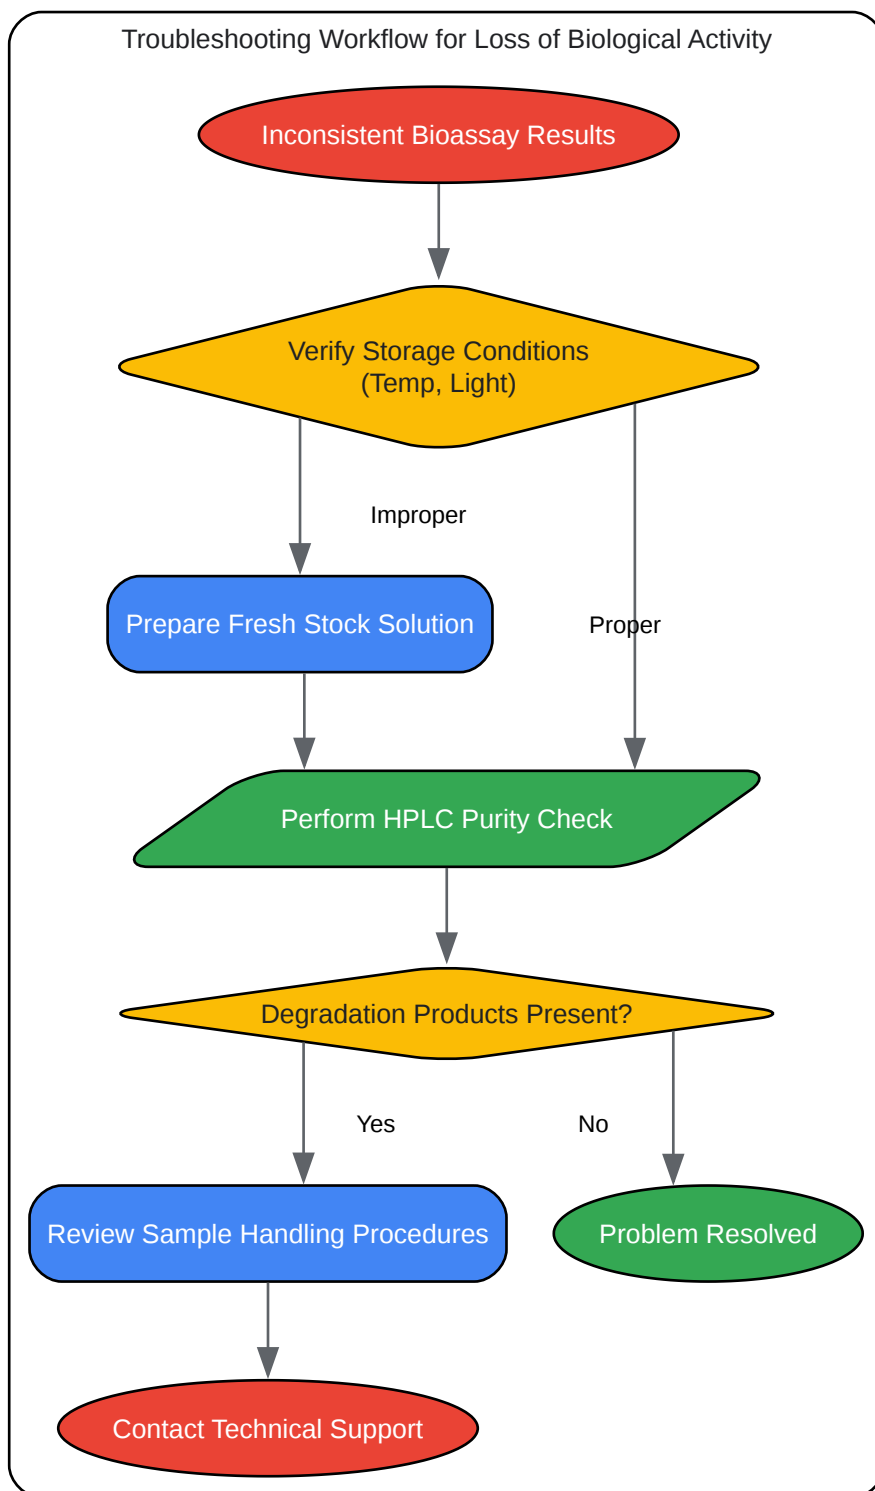 Troubleshooting Workflow for Loss of Biological Activity
Inconsistent Bioassay Results
Verify Storage Conditions
(Temp, Light)
Improper
Prepare Fresh Stock Solution
Proper
Perform HPLC Purity Check
Degradation Products Present?
Yes
No
Review Sample Handling Procedures
Problem Resolved
Contact Technical Support